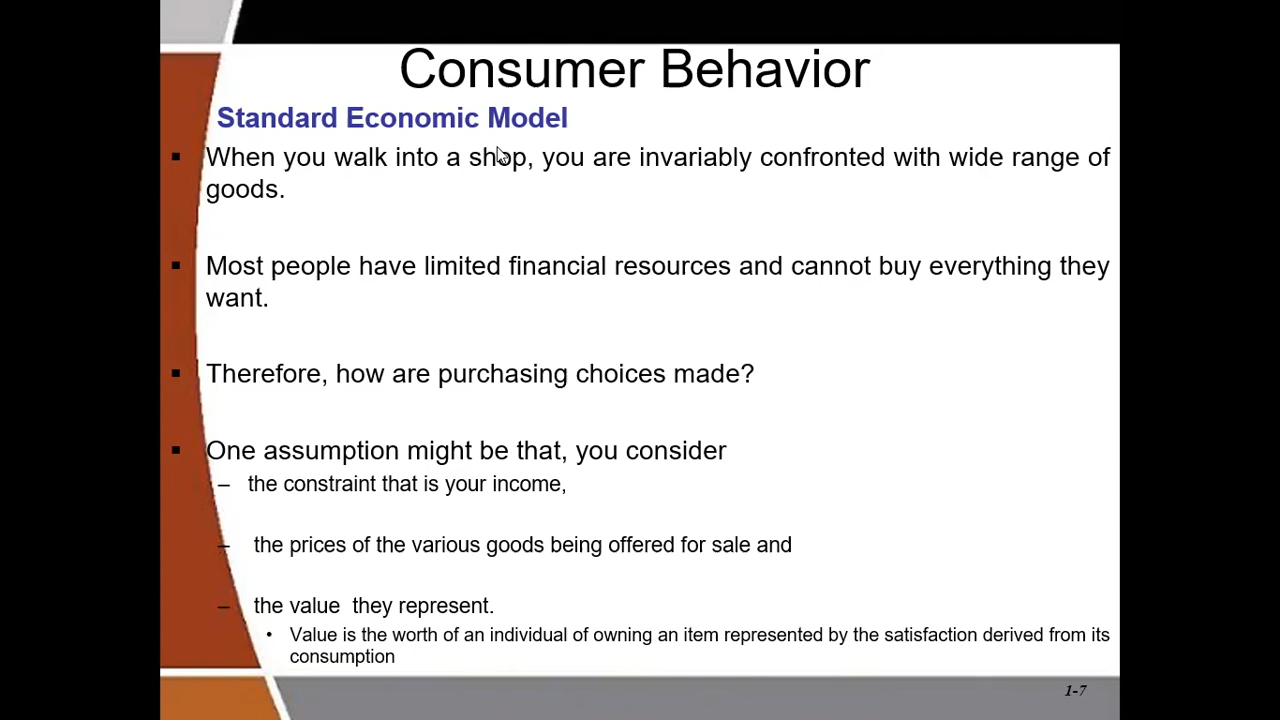 Consumer Behavior
Standard Economic Model
▪ When you walk into a shop, you are invariably confronted with wide range of
goods.
▪ Most people have limited financial resources and cannot buy everything they
want.
▪ Therefore, how are purchasing choices made?
▪ One assumption might be that, you consider
– the constraint that is your income,
– the prices of the various goods being offered for sale and
– the value they represent.
• Value is the worth of an individual of owning an item represented by the satisfaction derived from its
consumption
1-7